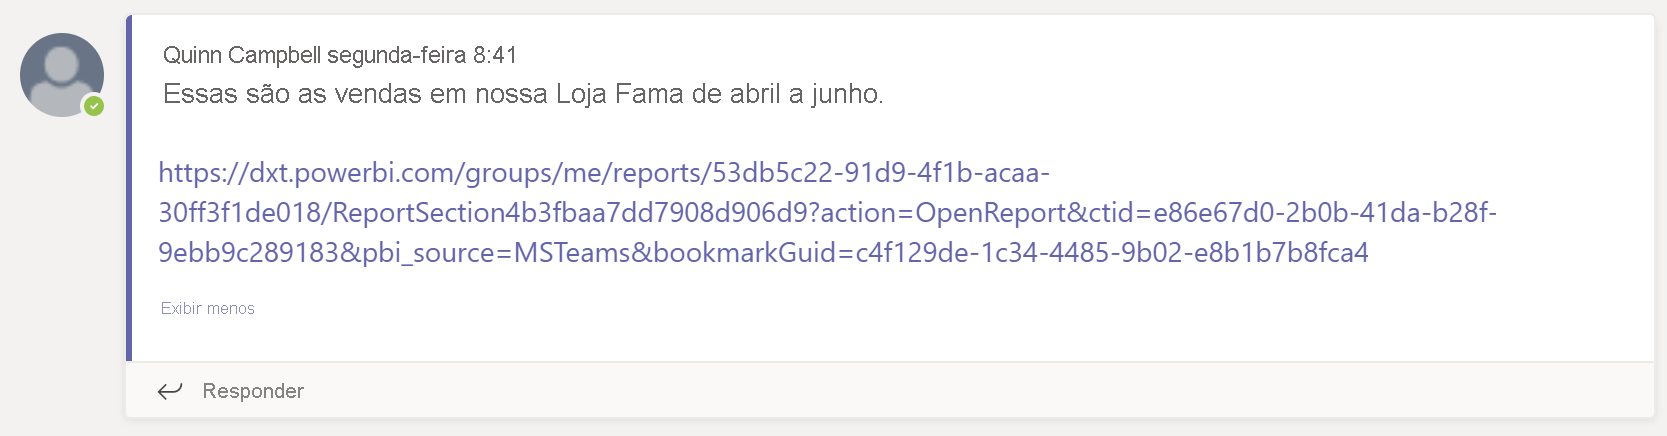 Quinn Campbell segunda-feira 8:41
Essas são as vendas em nossa Loja Fama de abril a junho.
https://dxt.powerbi.com/groups/me/reports/53db5c22-91d9-4f1b-acaa-
30ff3f1de018/ReportSection4b3fbaa7dd7908d906d9?action=OpenReport&ctid=e86e67d0-2b0b-41da-b28f-
9ebb9c289183&pbi_source=MSTeams&bookmarkGuid=c4f129de-1c34-4485-9b02-e8b1b7b8fca4
Exibir menos
Responder